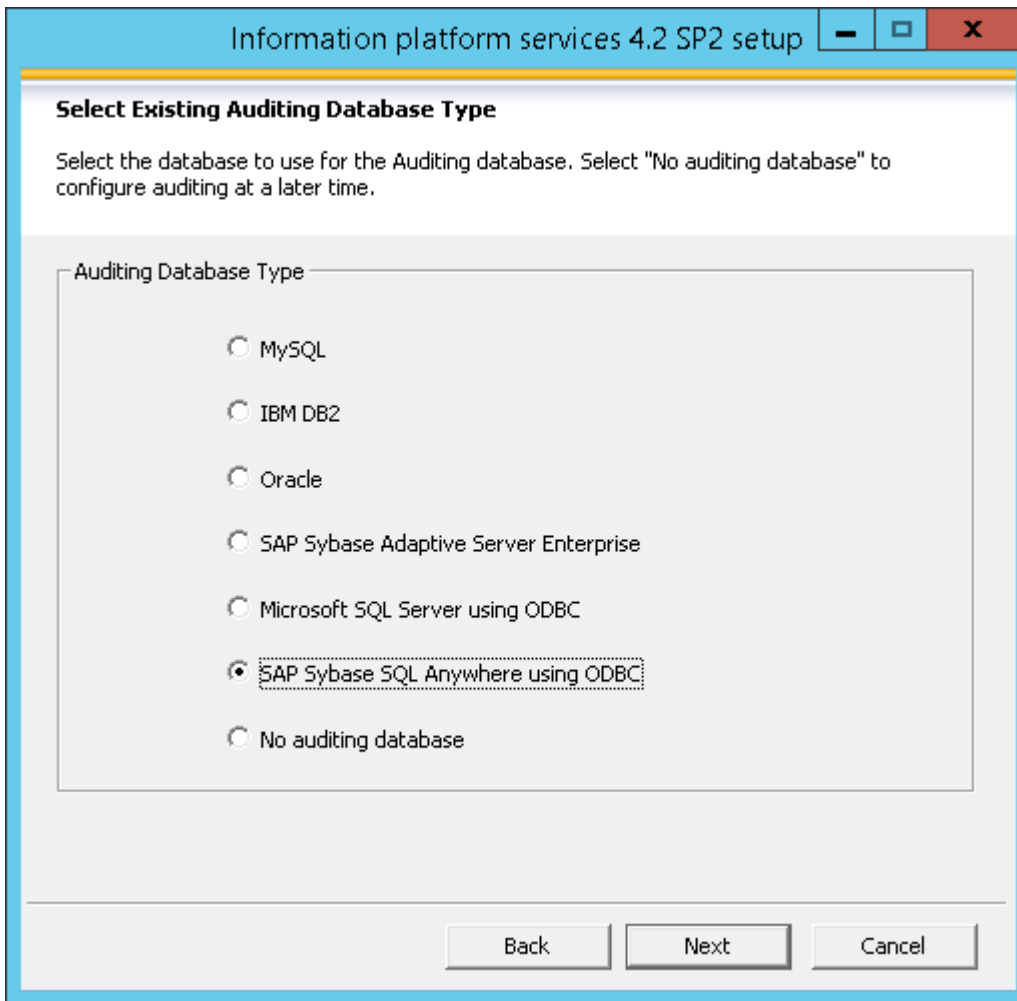 Information platform services 4.2 SP2 setup
Select Existing Auditing Database Type
Select the database to use for the Auditing database. Select "No auditing database" to
configure auditing at a later time.
Auditing Database Type
MySQL
IBM DB2
Oracle
SAP Sybase Adaptive Server Enterprise
Microsoft SQL Server using ODBC
SAP Sybase SQL Anywhere using ODBC
No auditing database
Back Next Cancel